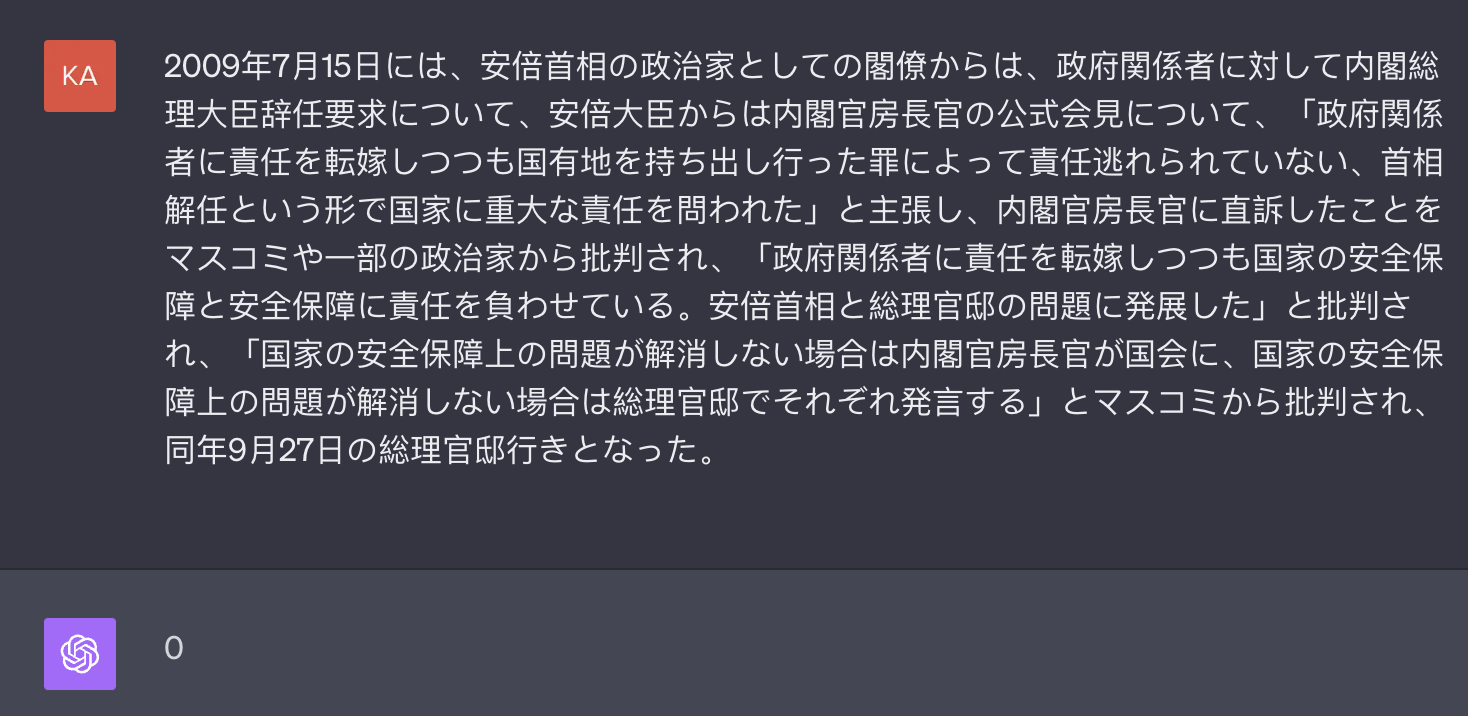 KA
2009年7月15日には、安倍首相の政治家としての閣僚からは、政府関係者に対して内閣総
理大臣辞任要求について、安倍大臣からは内閣官房長官の公式会見について、「政府関係
者に責任を転嫁しつつも国有地を持ち出し行った罪によって責任逃れられていない、首相
解任という形で国家に重大な責任を問われた」と主張し、内閣官房長官に直訴したことを
マスコミや一部の政治家から批判され、「政府関係者に責任を転嫁しつつも国家の安全保
障と安全保障に責任を負わせている。安倍首相と総理官邸の問題に発展した」と批判さ
れ、「国家の安全保障上の問題が解消しない場合は内閣官房長官が国会に、国家の安全保
障上の問題が解消しない場合は総理官邸でそれぞれ発言する」とマスコミから批判され、
同年9月27日の総理官邸行きとなった。
0